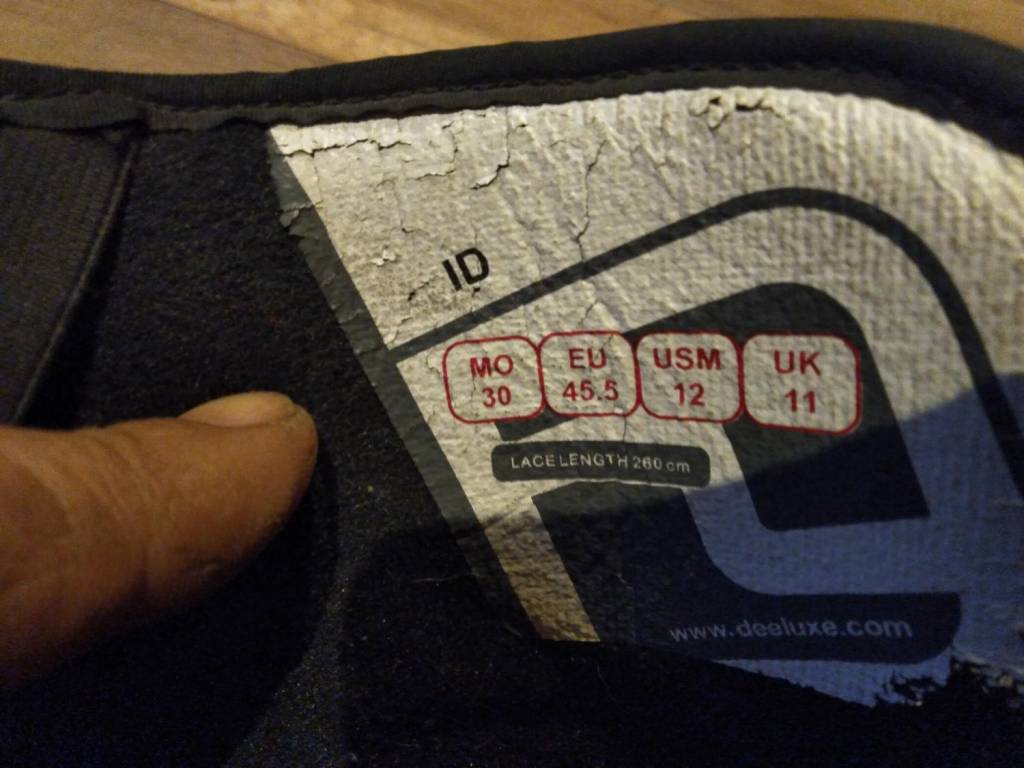 ID
MO EU USM UK
30 45.5 12 11
LACE LENGTH 260 cm
www.deeluxe.com